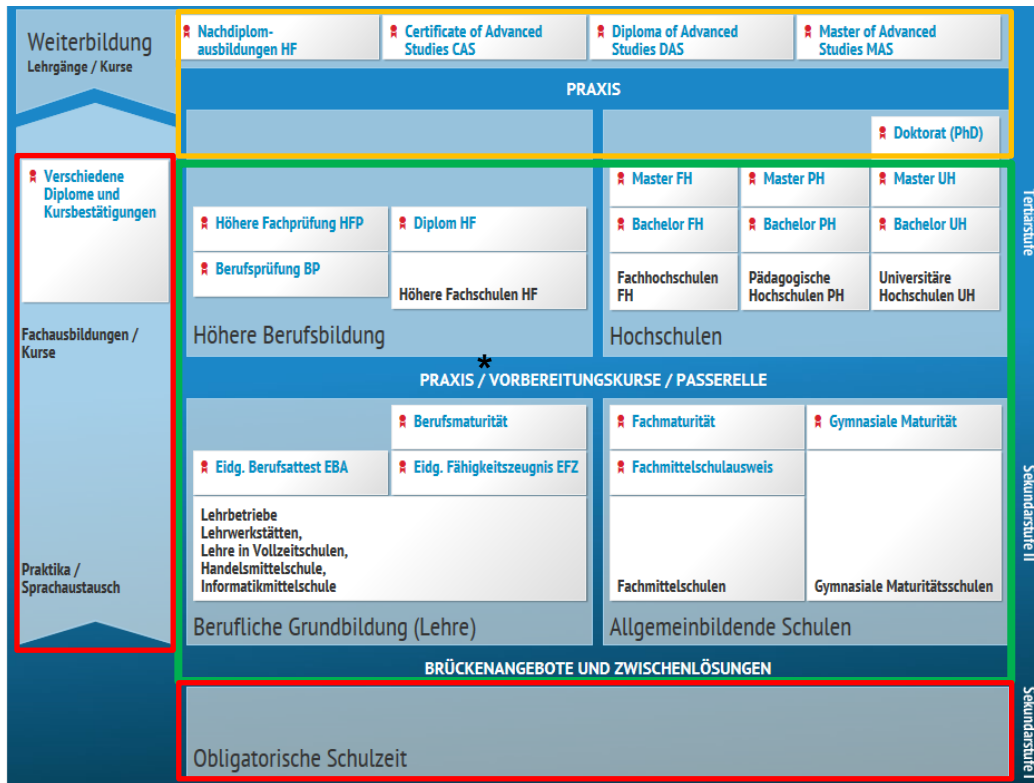 Weiterbildung
Lehrgänge / Kurse
Nachdiplom-
ausbildungen HF
Certificate of Advanced
Studies CAS
Diploma of Advanced
Studies DAS
Master of Advanced
Studies MAS
PRAXIS
Doktorat (PhD)
Verschiedene
Diplome und
Kursbestätigungen
Master FH
Master PH
Master UH
Höhere Fachprüfung HFP
Diplom HF
Bachelor FH
Bachelor PH
Bachelor UH
Berufsprüfung BP
Höhere Fachschulen HF
Fachhochschulen
FH
Pädagogische
Hochschulen PH
Universitäre
Hochschulen UH
Tertiärstufe
Fachausbildungen /
Kurse
Höhere Berufsbildung
Hochschulen
*
PRAXIS / VORBEREITUNGSKURSE / PASSERELLE
Berufsmaturität
Fachmaturität
Gymnasiale Maturität
Eidg. Berufsattest EBA
Eidg. Fähigkeitszeugnis EFZ
Fachmittelschulausweis
Lehrbetriebe
Lehrwerkstätten,
Lehre in Vollzeitschulen,
Handelsmittelschule,
Informatikmittelschule
Fachmittelschulen
Gymnasiale Maturitätsschulen
Sekundarstufe II
Praktika /
Sprachaustausch
Berufliche Grundbildung (Lehre)
Allgemeinbildende Schulen
BRÜCKENANGEBOTE UND ZWISCHENLÖSUNGEN
Obligatorische Schulzeit
Sekundarstufe I